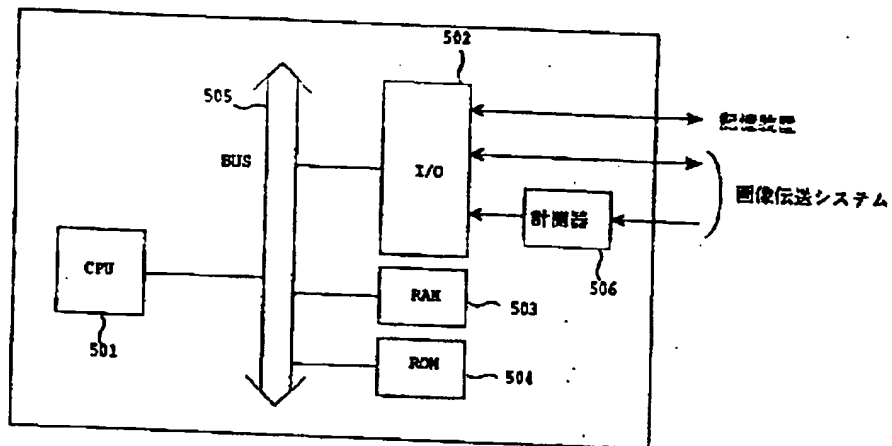 502
505
記憶装置
BUS
I/O
画像伝送システム
計測器
CPU
506
RAM
503
501
ROM
504